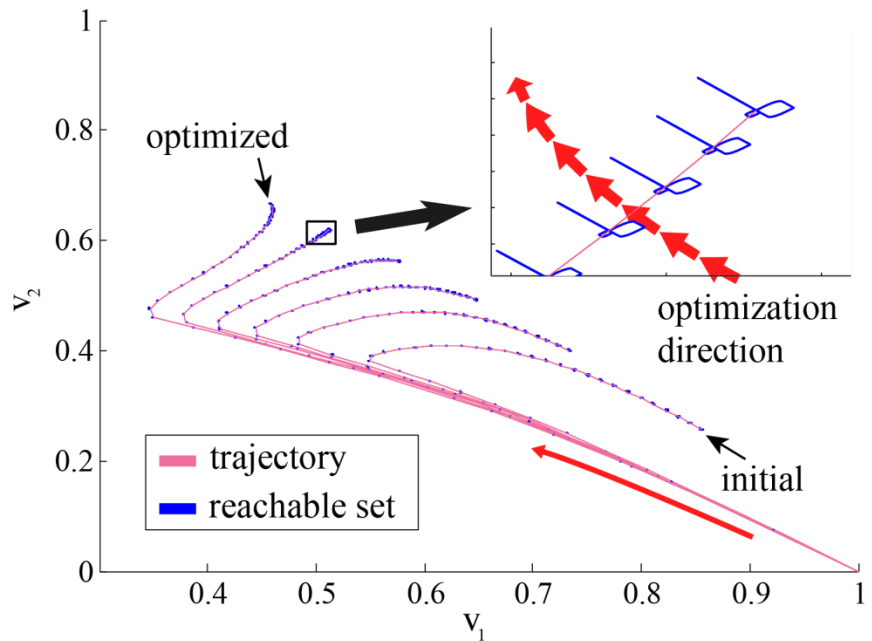 1
0.8
0.6
0.4
0.2
0
v₂
0.4
0.5
0.6
0.7
0.8
0.9
1
v₁
optimized
optimization
direction
initial
trajectory
reachable set